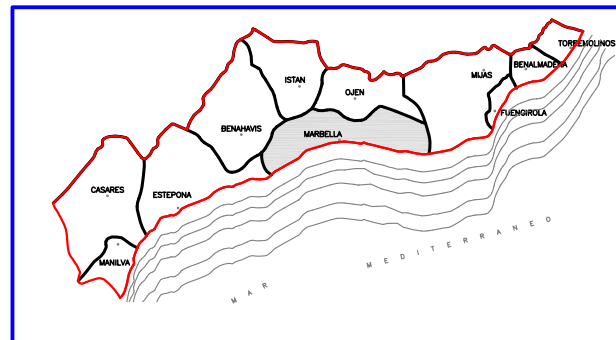 TORREMOLINOS
BENALMADENA
MIJAS
ISTAN
OJEN
FUENGIROLA
BENAHAVIS
MARBELLA
CASARES
ESTEPONA
MANILVA
MAR MEDITERRANEO